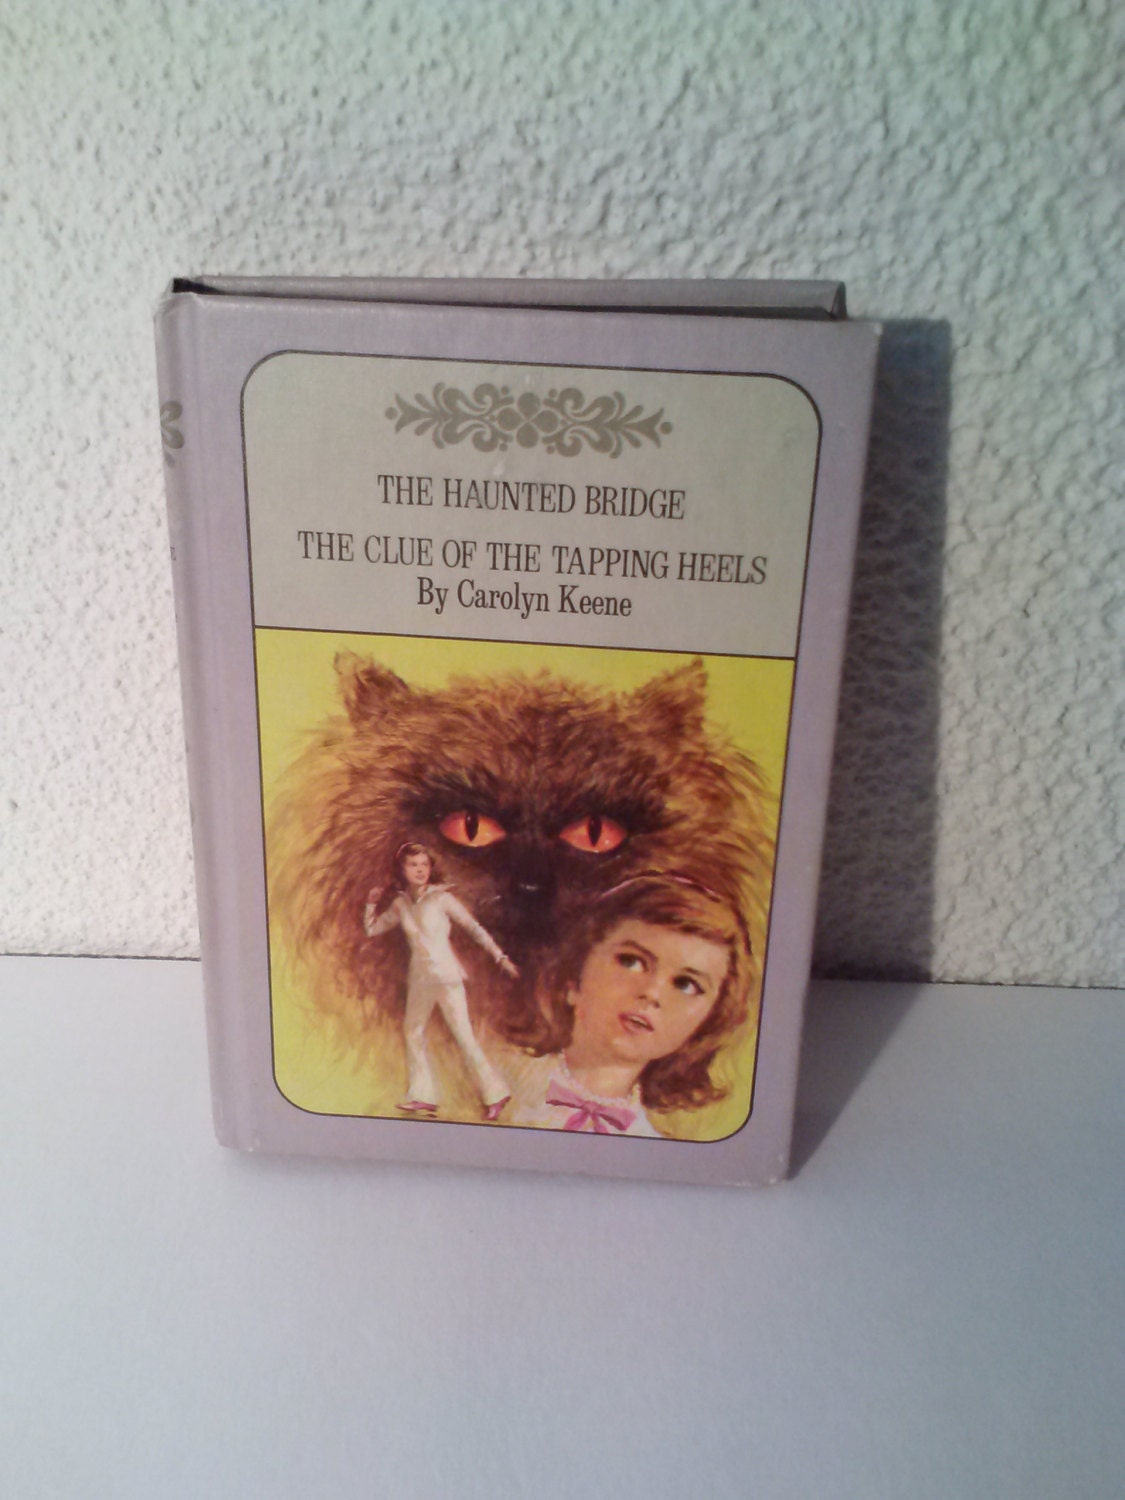 THE HAUNTED BRIDGE
THE CLUE OF THE TAPPING HEELS
By Carolyn Keene